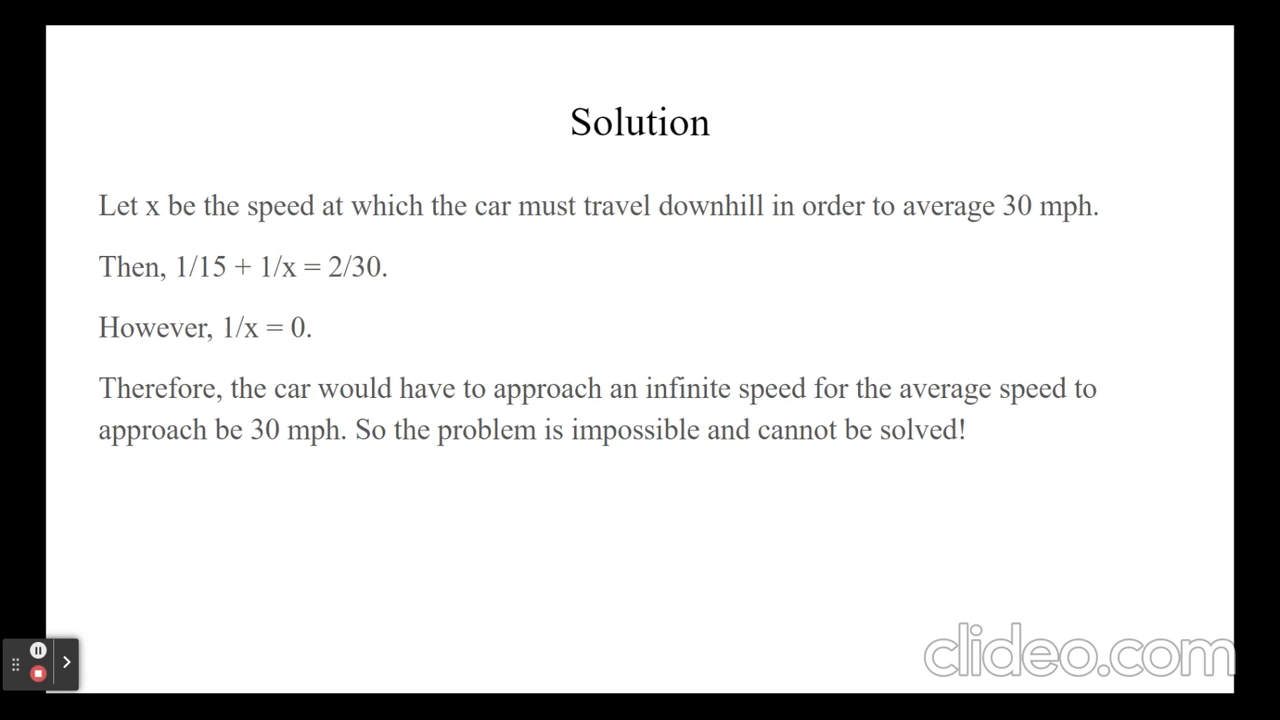 Solution
Let x be the speed at which the car must travel downhill in order to average 30 mph.
Then, 1/15 + 1/x = 2/30.
However, 1/x = 0.
Therefore, the car would have to approach an infinite speed for the average speed to
approach be 30 mph. So the problem is impossible and cannot be solved!
clideo.com